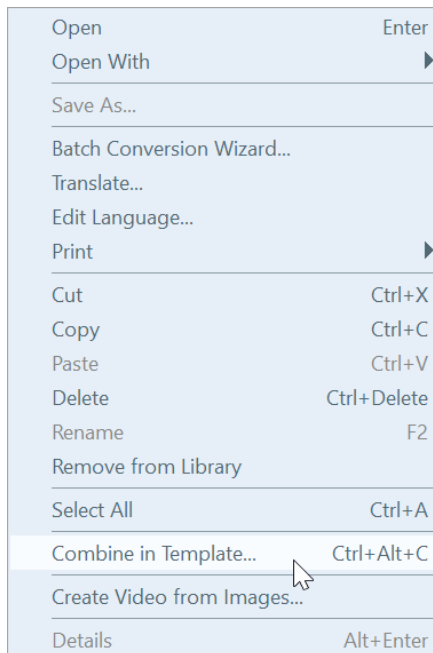 Open Enter
Open With
Save As...
Batch Conversion Wizard...
Translate...
Edit Language...
Print
Cut Ctrl+X
Copy Ctrl+C
Paste Ctrl+V
Delete Ctrl+Delete
Rename F2
Remove from Library
Select All Ctrl+A
Combine in Template... Ctrl+Alt+C
Create Video from Images...
Details Alt+Enter